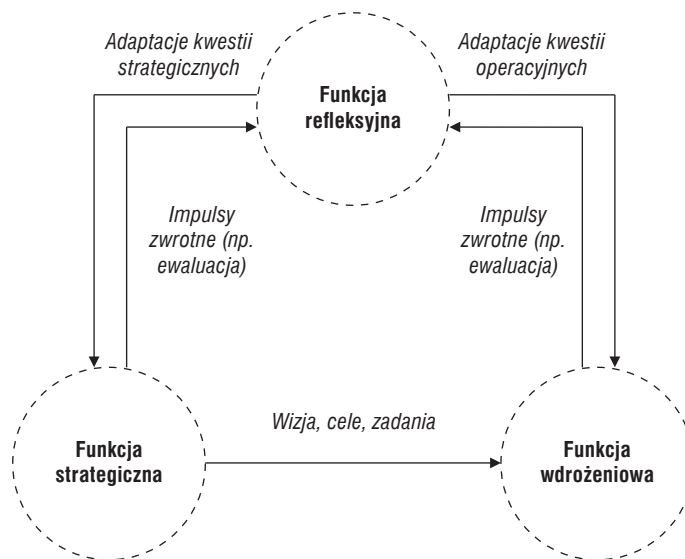 Adaptacje kwestii
strategicznych
Adaptacje kwestii
operacyjnych
Funkcja
refleksyjna
Impulsy
zwrotne (np.
ewaluacja)
Impulsy
zwrotne (np.
ewaluacja)
Wizja, cele, zadania
Funkcja
strategiczna
Funkcja
wdrożeniowa